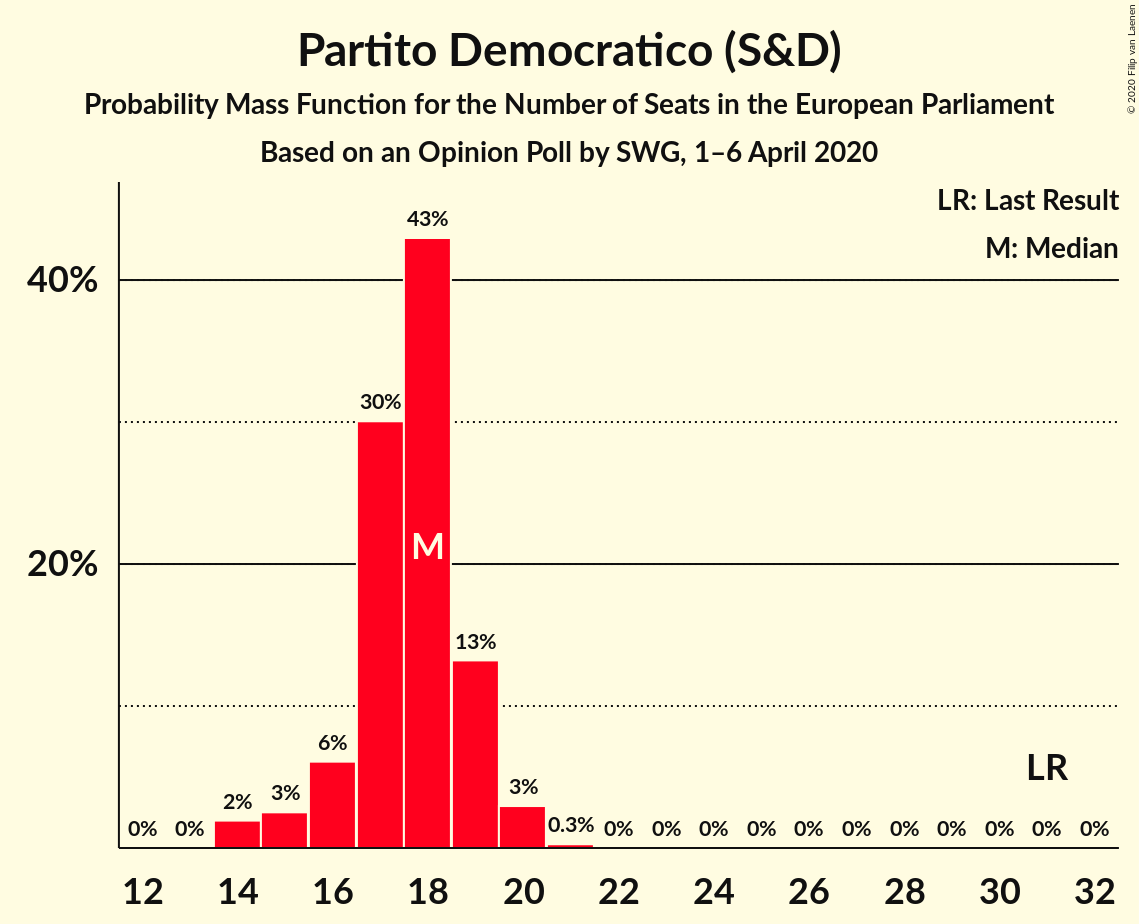 Partito Democratico (S&D)
Probability Mass Function for the Number of Seats in the European Parliament
Based on an Opinion Poll by SWG, 1–6 April 2020
© 2020 Filip van Laenen
LR: Last Result
M: Median
43%
40%
30%
M
20%
13%
6%
LR
0% 0% 2% 3% 3% 0.3% 0% 0% 0% 0% 0% 0% 0% 0% 0% 0% 0%
12 14 16 18 20 22 24 26 28 30 32